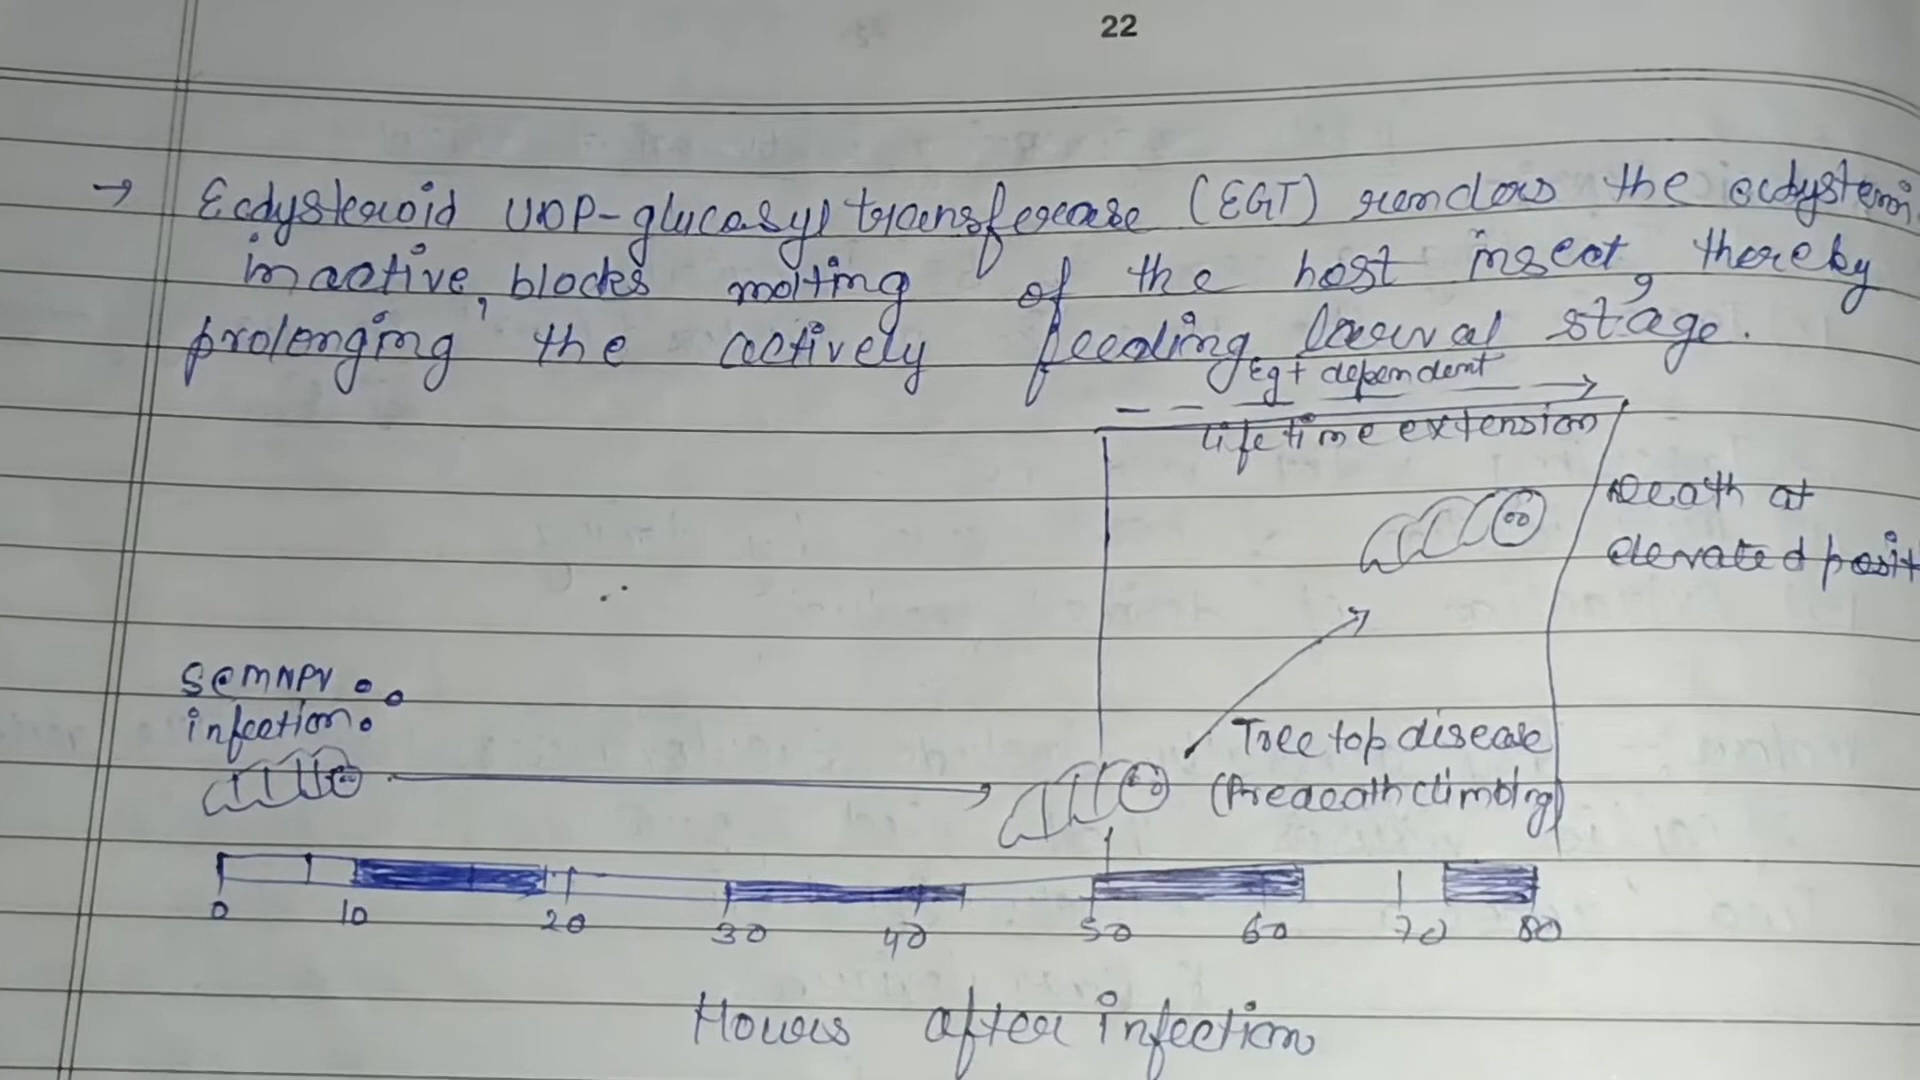 22
→ Ecdysteroid UDP-glucosyl transferase (EGT) renders the ecdysteroi
inactive, blocks molting of the host insect, thereby
prolonging the actively feeding larval stage.
Egt dependent
Lifetime extension
Death at
elevated posit
SeMNPV
infection
Tree top disease
(Predeath climbing)
0 10 20 30 40 50 60 70 80
Hours after infection